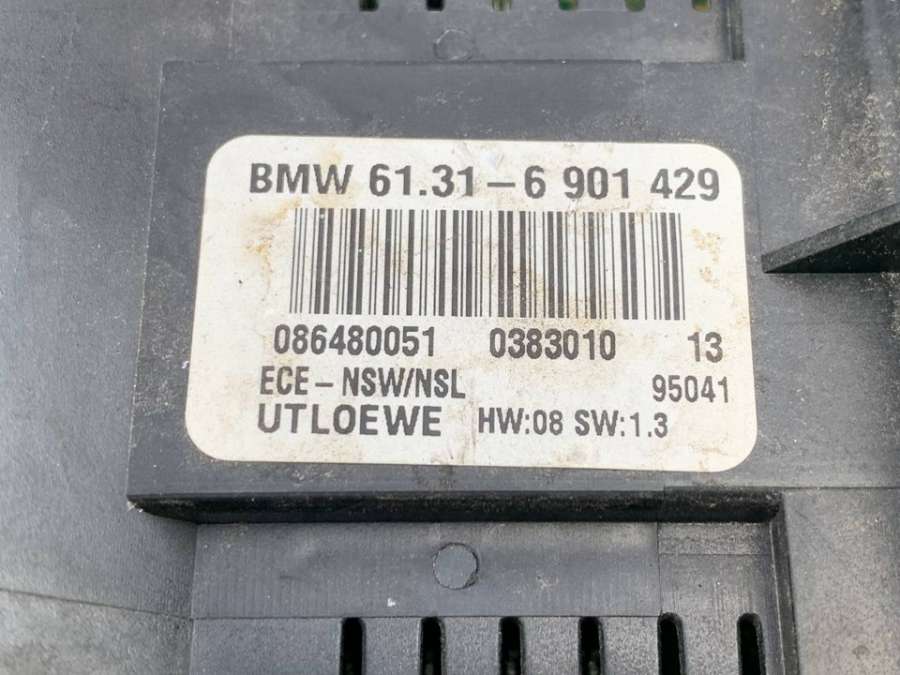 BMW 61.31-6 901 429
086480051 0383010 13
ECE-NSW/NSL 95041
UTLOEWE HW:08 SW:1.3